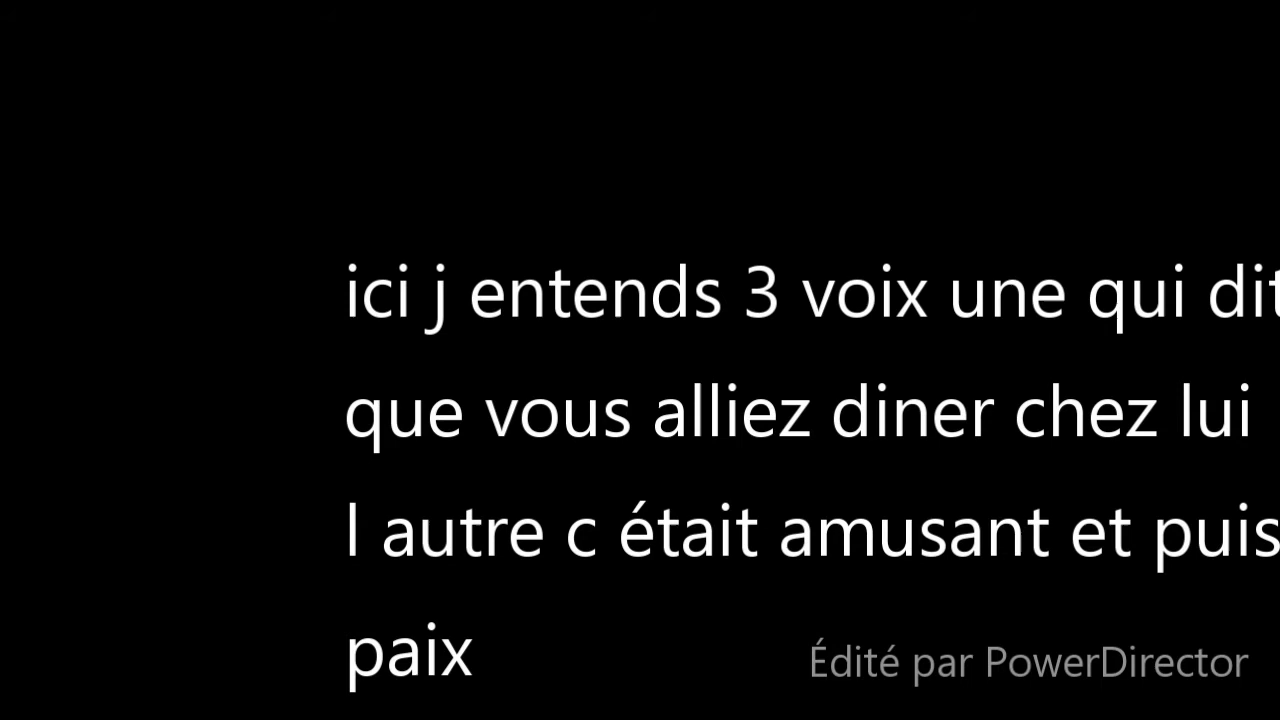 ici j entends 3 voix une qui dit
que vous alliez diner chez lui
l autre c était amusant et puis
paix
Édité par PowerDirector